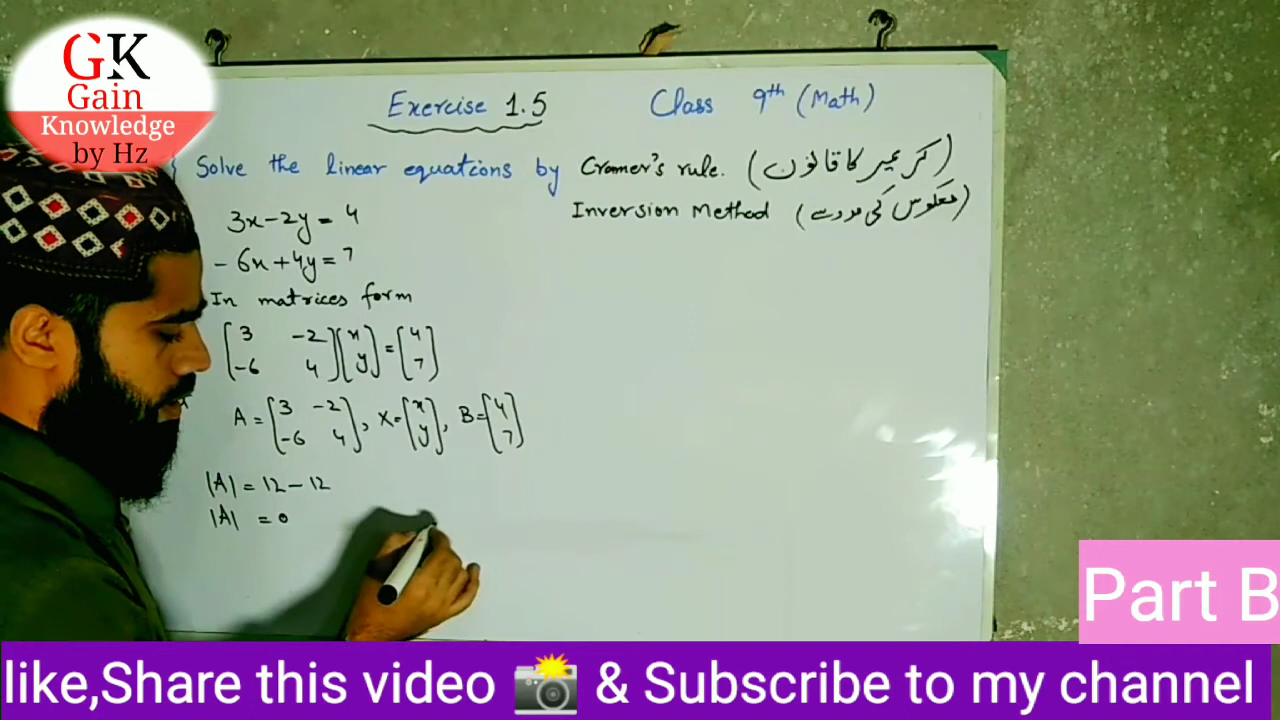 GK
Gain
Knowledge
by Hz
Exercise 1.5 Class 9th (Math)
Solve the linear equations by Cramer's rule. (کریمر کا قانون)
Inversion Method (معکوس کی مدد سے)
3x-2y = 4
-6x+4y=7
In matrices form
[3 -2
-6 4][x
y]=[4
7]
A=[3 -2
-6 4], X=[x
y], B=[4
7]
|A| = 12-12
|A| = 0
Part B
like,Share this video 📸 & Subscribe to my channel